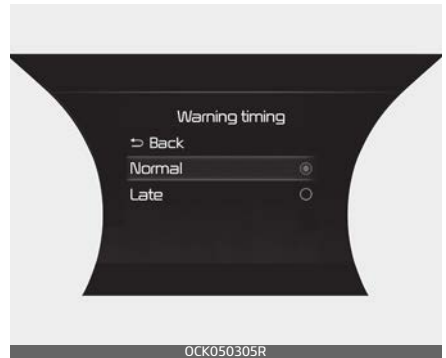 Warning timing
⮌ Back
Normal
Late
OCK050305R